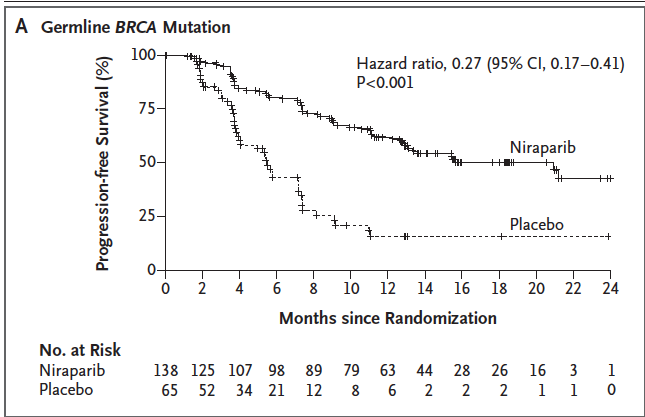 A Germline BRCA Mutation
Progression-free Survival (%)
100
75
50
25
0
Hazard ratio, 0.27 (95% CI, 0.17–0.41)
P<0.001
Niraparib
Placebo
0 2 4 6 8 10 12 14 16 18 20 22 24
Months since Randomization
No. at Risk
Niraparib 138 125 107 98 89 79 63 44 28 26 16 3 1
Placebo 65 52 34 21 12 8 6 2 2 2 1 1 0